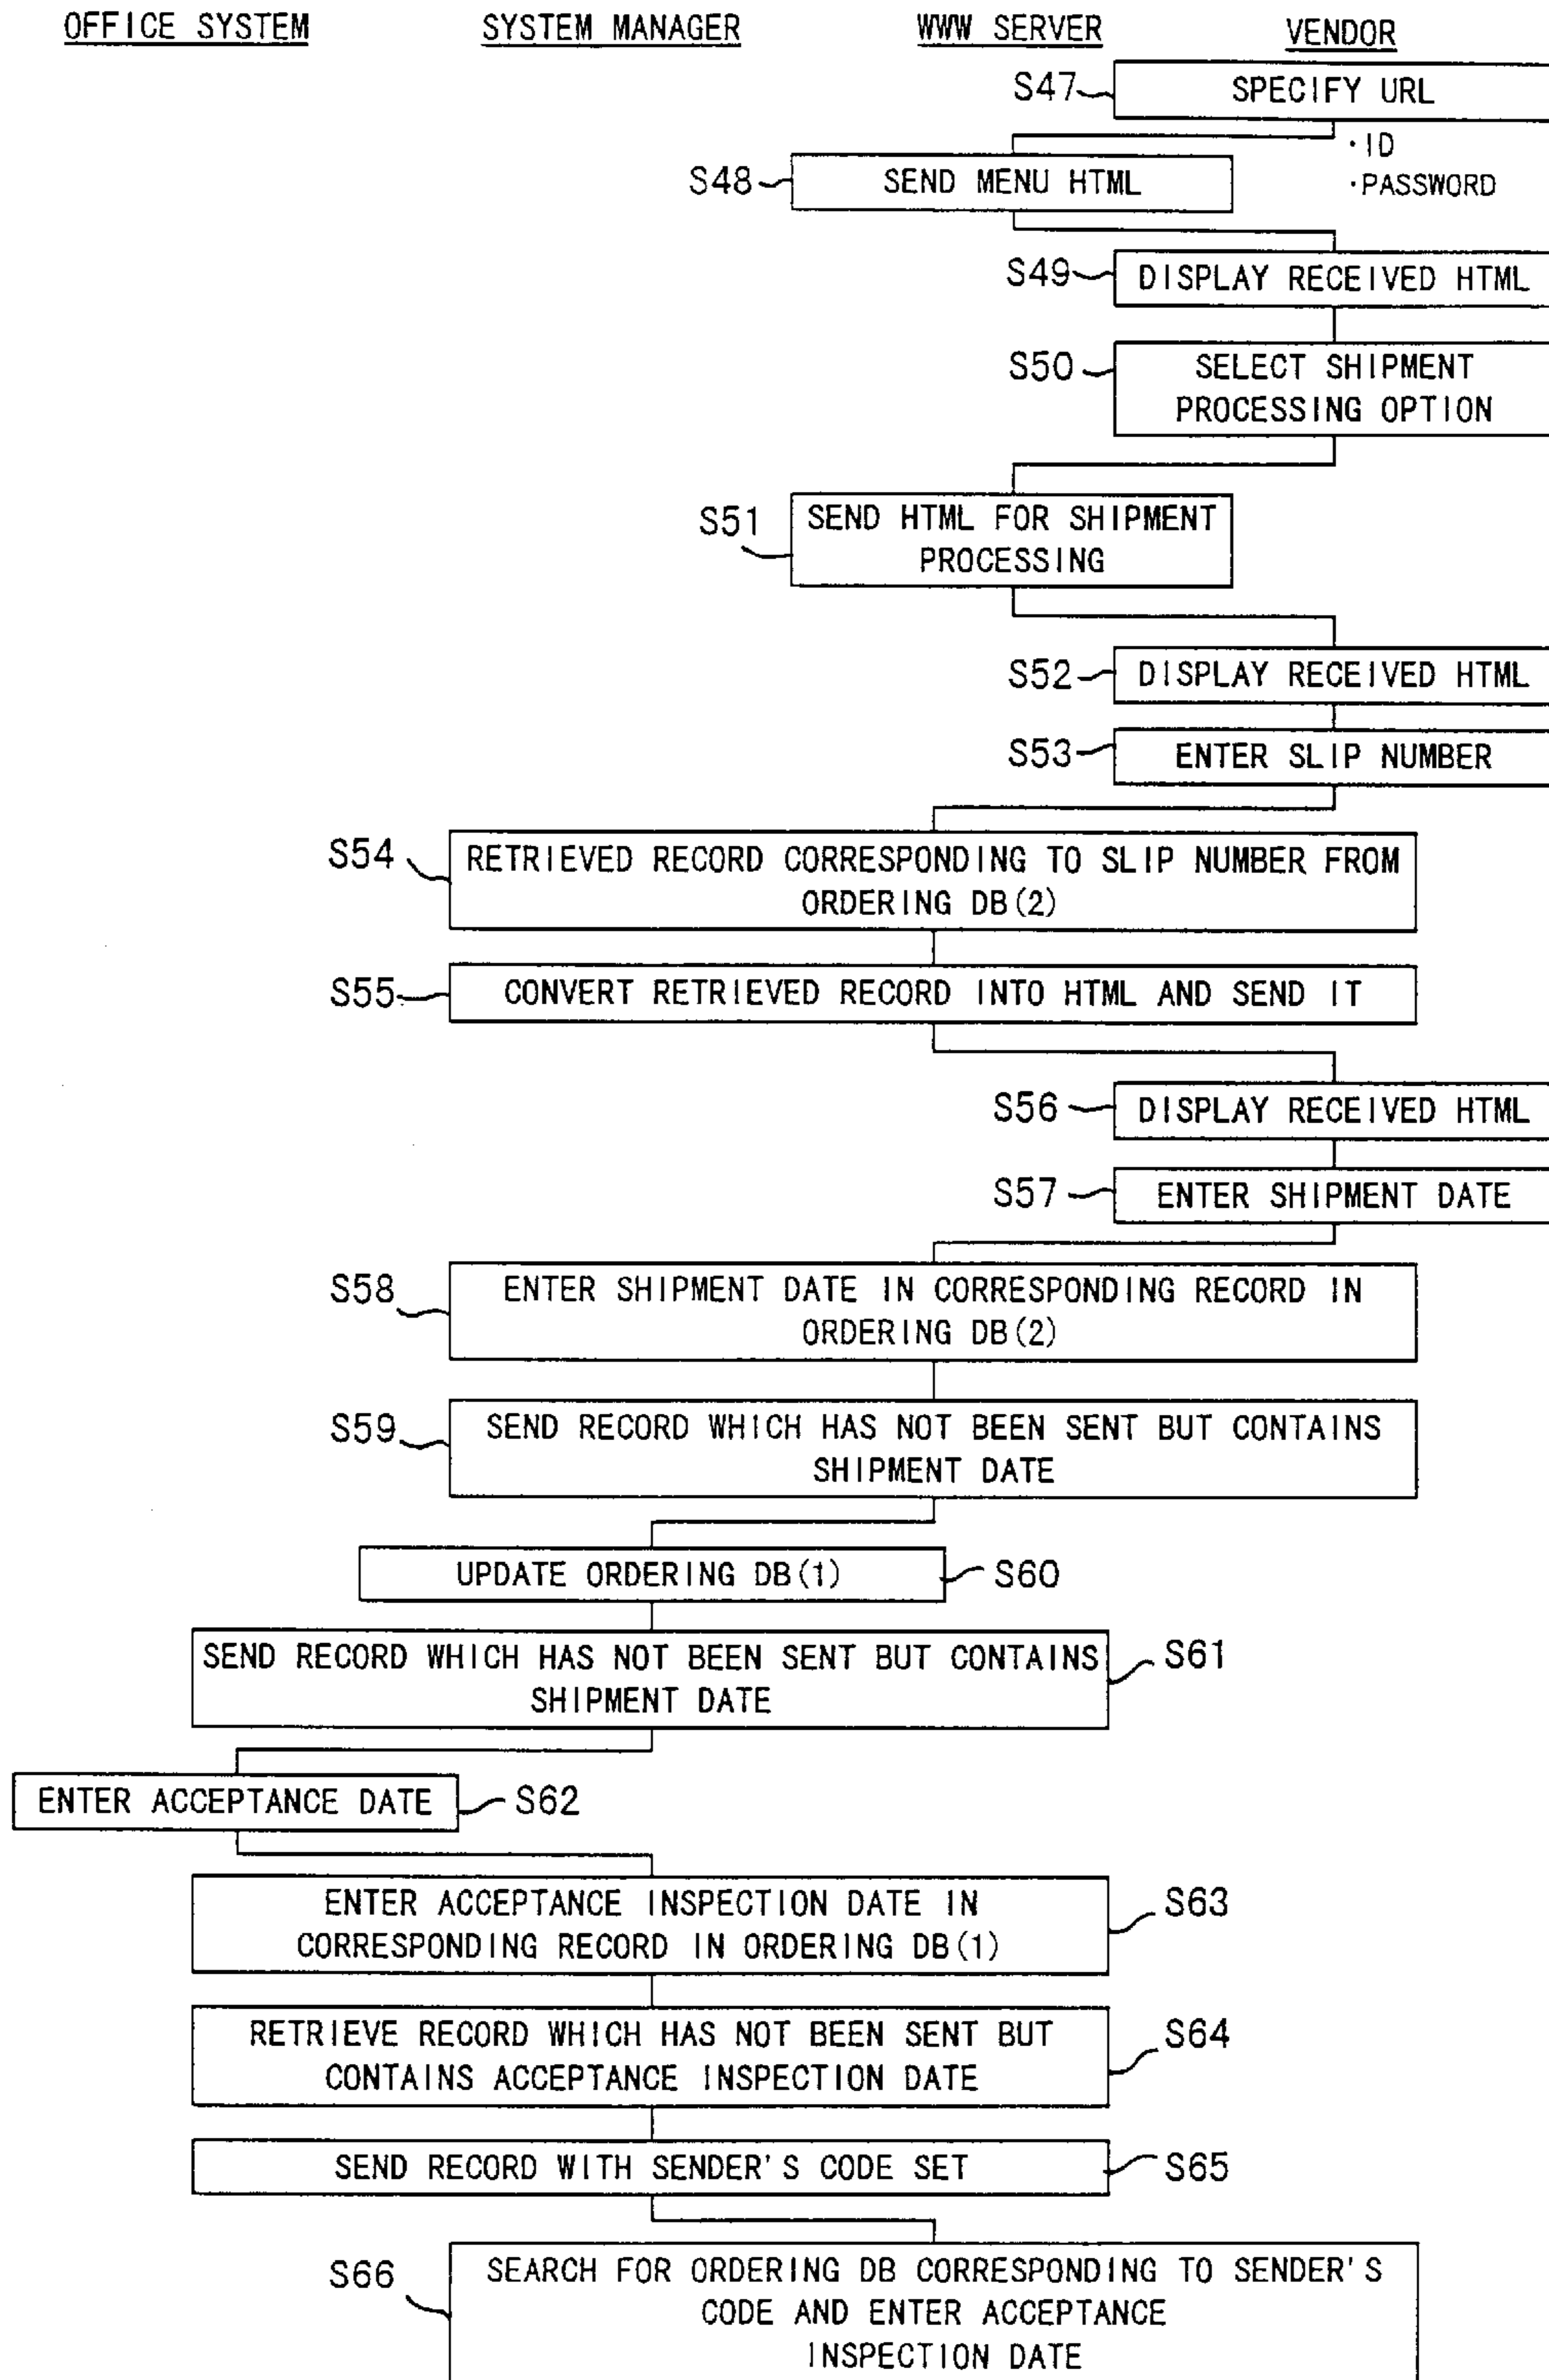 OFFICE SYSTEM SYSTEM MANAGER WWW SERVER VENDOR
S47 SPECIFY URL
·ID
·PASSWORD
S48 SEND MENU HTML
S49 DISPLAY RECEIVED HTML
S50 SELECT SHIPMENT
PROCESSING OPTION
S51 SEND HTML FOR SHIPMENT
PROCESSING
S52 DISPLAY RECEIVED HTML
S53 ENTER SLIP NUMBER
S54 RETRIEVED RECORD CORRESPONDING TO SLIP NUMBER FROM
ORDERING DB(2)
S55 CONVERT RETRIEVED RECORD INTO HTML AND SEND IT
S56 DISPLAY RECEIVED HTML
S57 ENTER SHIPMENT DATE
S58 ENTER SHIPMENT DATE IN CORRESPONDING RECORD IN
ORDERING DB(2)
S59 SEND RECORD WHICH HAS NOT BEEN SENT BUT CONTAINS
SHIPMENT DATE
UPDATE ORDERING DB(1) S60
SEND RECORD WHICH HAS NOT BEEN SENT BUT CONTAINS S61
SHIPMENT DATE
ENTER ACCEPTANCE DATE S62
ENTER ACCEPTANCE INSPECTION DATE IN S63
CORRESPONDING RECORD IN ORDERING DB(1)
RETRIEVE RECORD WHICH HAS NOT BEEN SENT BUT S64
CONTAINS ACCEPTANCE INSPECTION DATE
SEND RECORD WITH SENDER'S CODE SET S65
S66 SEARCH FOR ORDERING DB CORRESPONDING TO SENDER'S
CODE AND ENTER ACCEPTANCE
INSPECTION DATE